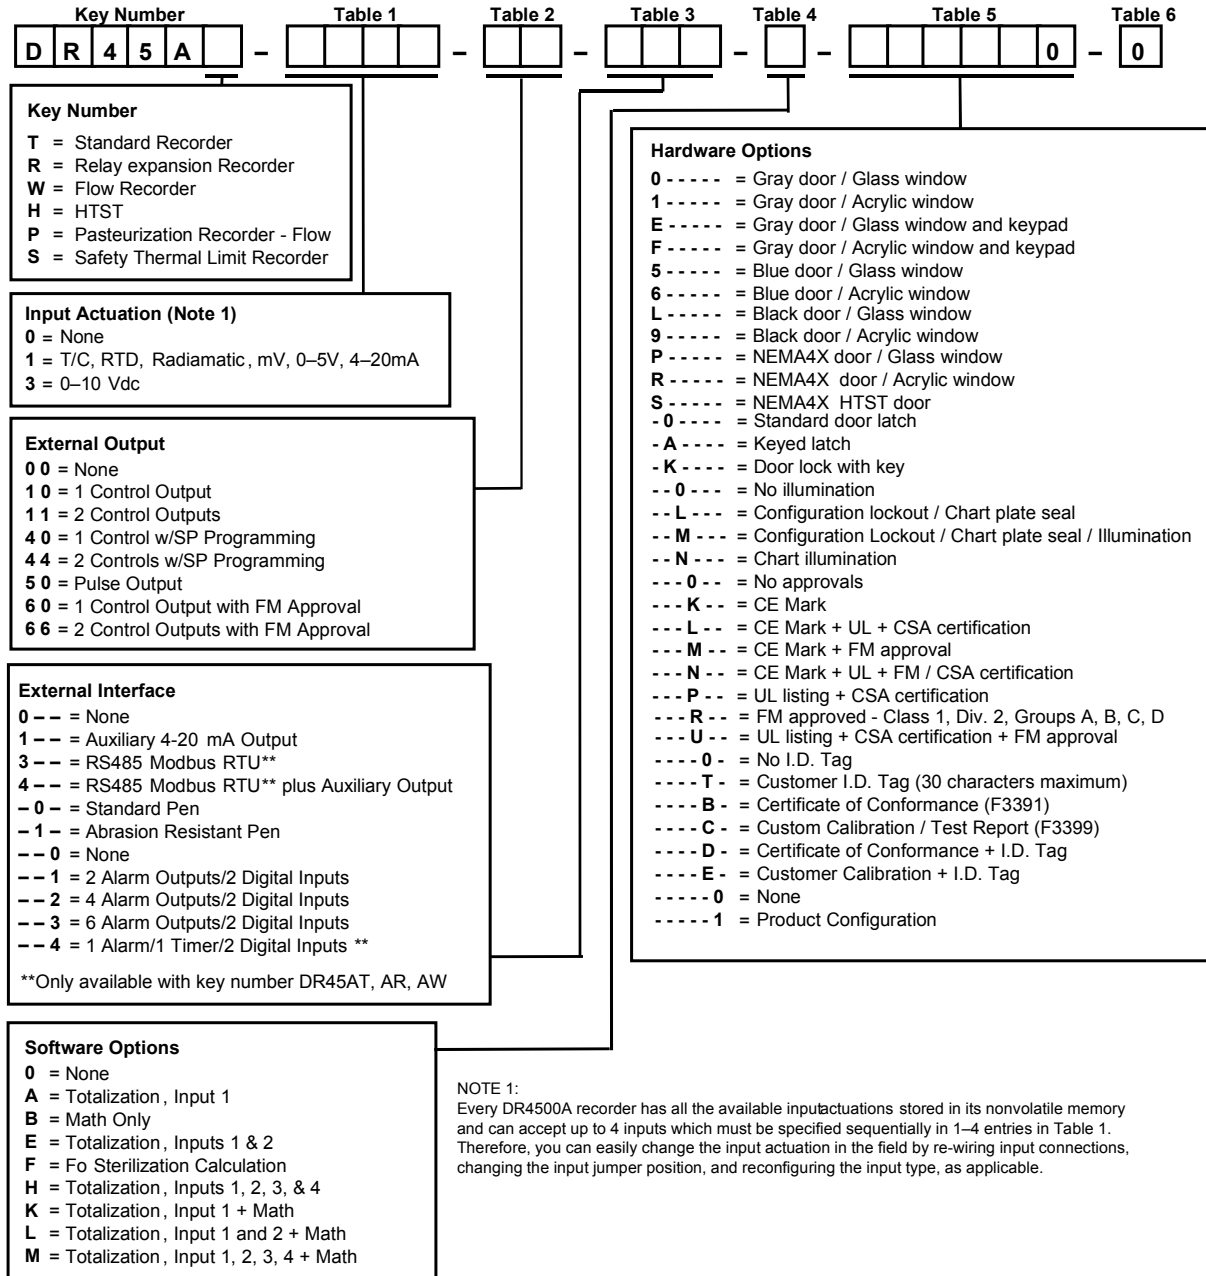 Key Number Table 1 Table 2 Table 3 Table 4 Table 5 Table 6
D R 4 5 A – - - – - 0 – 0
Key Number
T = Standard Recorder
R = Relay expansion Recorder
W = Flow Recorder
H = HTST
P = Pasteurization Recorder - Flow
S = Safety Thermal Limit Recorder
Input Actuation (Note 1)
0 = None
1 = T/C, RTD, Radiamatic, mV, 0–5V, 4–20mA
3 = 0–10 Vdc
External Output
0 0 = None
1 0 = 1 Control Output
1 1 = 2 Control Outputs
4 0 = 1 Control w/SP Programming
4 4 = 2 Controls w/SP Programming
5 0 = Pulse Output
6 0 = 1 Control Output with FM Approval
6 6 = 2 Control Outputs with FM Approval
External Interface
0 – – = None
1 – – = Auxiliary 4-20 mA Output
3 – – = RS485 Modbus RTU**
4 – – = RS485 Modbus RTU** plus Auxiliary Output
– 0 – = Standard Pen
– 1 – = Abrasion Resistant Pen
– – 0 = None
– – 1 = 2 Alarm Outputs/2 Digital Inputs
– – 2 = 4 Alarm Outputs/2 Digital Inputs
– – 3 = 6 Alarm Outputs/2 Digital Inputs
– – 4 = 1 Alarm/1 Timer/2 Digital Inputs **
**Only available with key number DR45AT, AR, AW
Software Options
0 = None
A = Totalization, Input 1
B = Math Only
E = Totalization, Inputs 1 & 2
F = Fo Sterilization Calculation
H = Totalization, Inputs 1, 2, 3, & 4
K = Totalization, Input 1 + Math
L = Totalization, Input 1 and 2 + Math
M = Totalization, Input 1, 2, 3, 4 + Math
Hardware Options
0 - - - - - = Gray door / Glass window
1 - - - - - = Gray door / Acrylic window
E - - - - - = Gray door / Glass window and keypad
F - - - - - = Gray door / Acrylic window and keypad
5 - - - - - = Blue door / Glass window
6 - - - - - = Blue door / Acrylic window
L - - - - - = Black door / Glass window
9 - - - - - = Black door / Acrylic window
P - - - - - = NEMA4X door / Glass window
R - - - - - = NEMA4X door / Acrylic window
S - - - - - = NEMA4X HTST door
- 0 - - - - = Standard door latch
- A - - - - = Keyed latch
- K - - - - = Door lock with key
- - 0 - - - = No illumination
- - L - - - = Configuration lockout / Chart plate seal
- - M - - - = Configuration Lockout / Chart plate seal / Illumination
- - N - - - = Chart illumination
- - - 0 - - = No approvals
- - - K - - = CE Mark
- - - L - - = CE Mark + UL + CSA certification
- - - M - - = CE Mark + FM approval
- - - N - - = CE Mark + UL + FM / CSA certification
- - - P - - = UL listing + CSA certification
- - - R - - = FM approved - Class 1, Div. 2, Groups A, B, C, D
- - - U - - = UL listing + CSA certification + FM approval
- - - - 0 - = No I.D. Tag
- - - - T - = Customer I.D. Tag (30 characters maximum)
- - - - B - = Certificate of Conformance (F3391)
- - - - C - = Custom Calibration / Test Report (F3399)
- - - - D - = Certificate of Conformance + I.D. Tag
- - - - E - = Customer Calibration + I.D. Tag
- - - - - 0 = None
- - - - - 1 = Product Configuration
NOTE 1:
Every DR4500A recorder has all the available inputactuations stored in its nonvolatile memory
and can accept up to 4 inputs which must be specified sequentially in 1–4 entries in Table 1.
Therefore, you can easily change the input actuation in the field by re-wiring input connections,
changing the input jumper position, and reconfiguring the input type, as applicable.